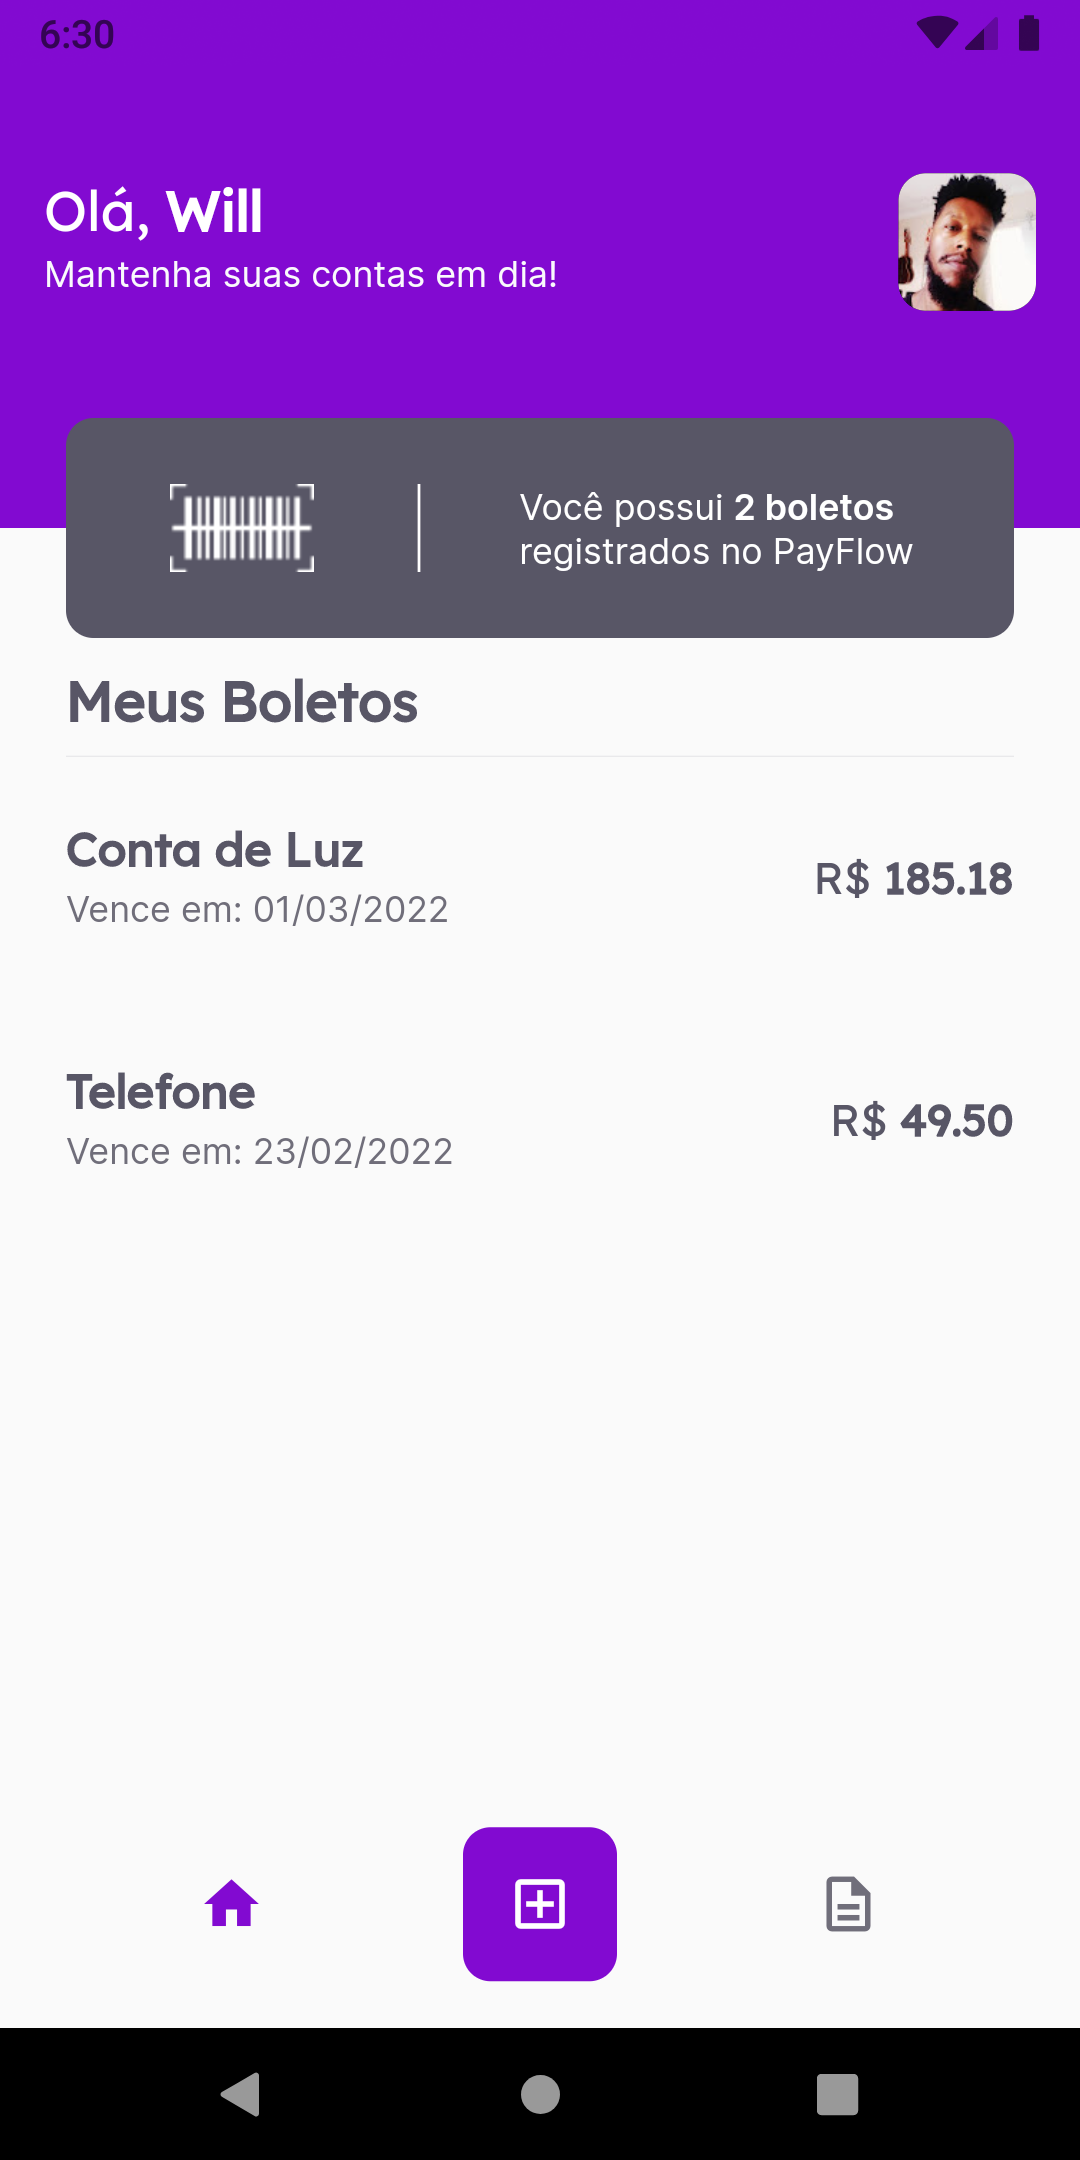 6:30
Olá, Will
Mantenha suas contas em dia!
Você possui 2 boletos
registrados no PayFlow
Meus Boletos
Conta de Luz
R$ 185.18
Vence em: 01/03/2022
Telefone
R$ 49.50
Vence em: 23/02/2022